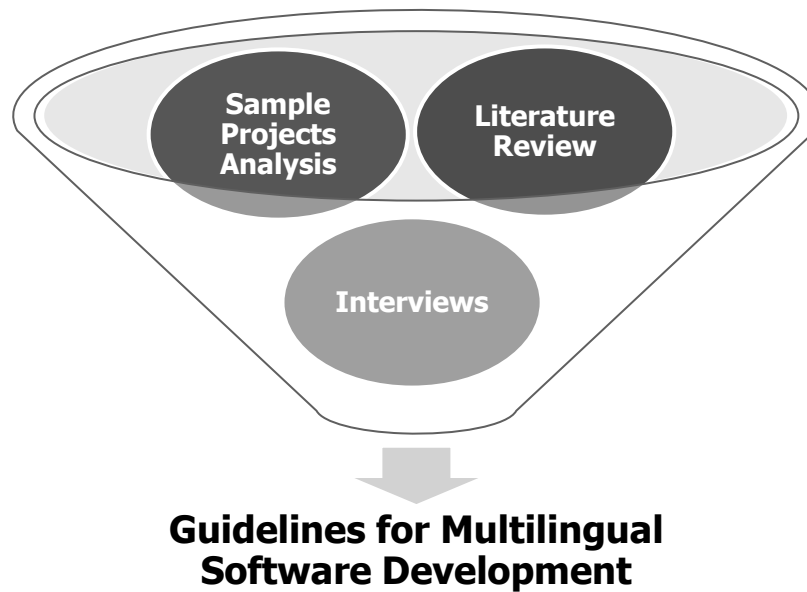 Sample
Projects
Analysis
Literature
Review
Interviews
Guidelines for Multilingual
Software Development